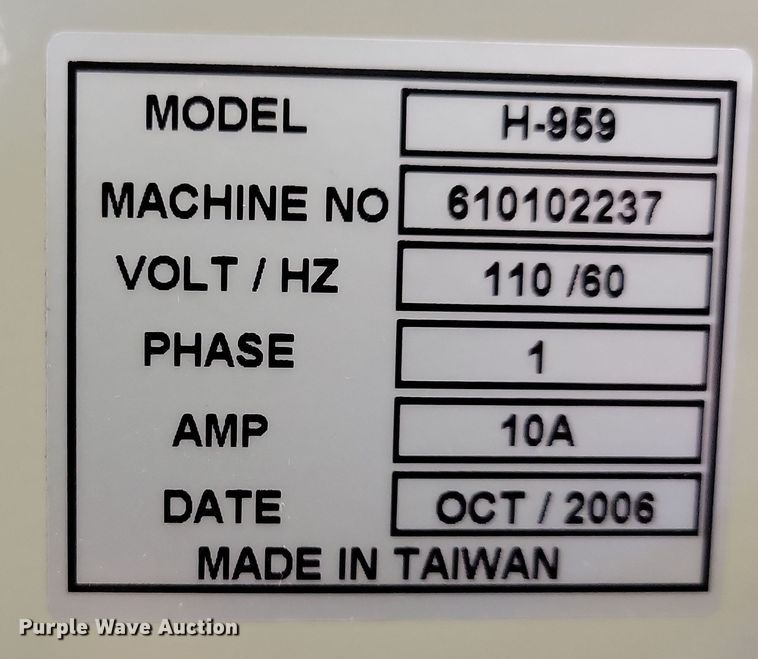 MODEL H-959
MACHINE NO 610102237
VOLT / HZ 110 /60
PHASE 1
AMP 10A
DATE OCT / 2006
MADE IN TAIWAN
Purple Wave Auction